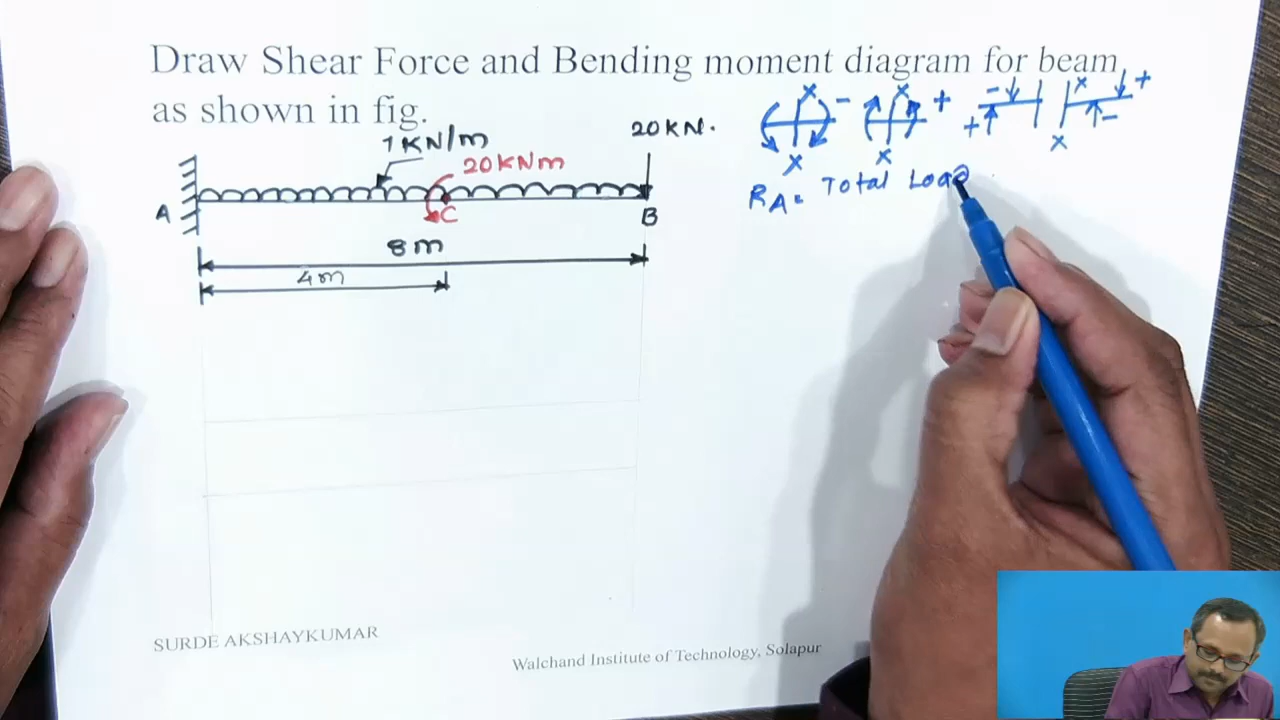 Draw Shear Force and Bending moment diagram for beam
as shown in fig.
1 KN/m
20 KN.
20 KNm
A
C
B
8m
4m
- + - + + -
x x x
x x x
RA = Total Load
SURDE AKSHAYKUMAR
Walchand Institute of Technology, Solapur